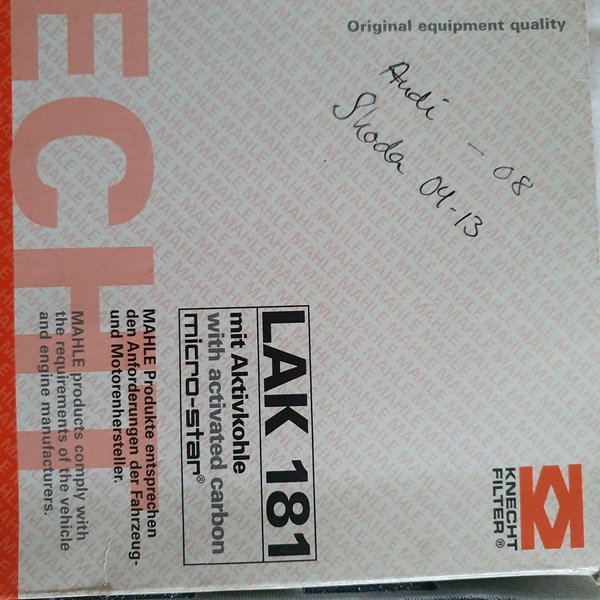 Original equipment quality
Audi - 08
Skoda 04-13
ECHT
LAK 181
mit Aktivkohle
with activated carbon
micro-star®
MAHLE Produkte entsprechen
den Anforderungen der Fahrzeug-
und Motorenhersteller.
MAHLE products comply with
the requirements of the vehicle
and engine manufacturers.
KNECHT
FILTER®